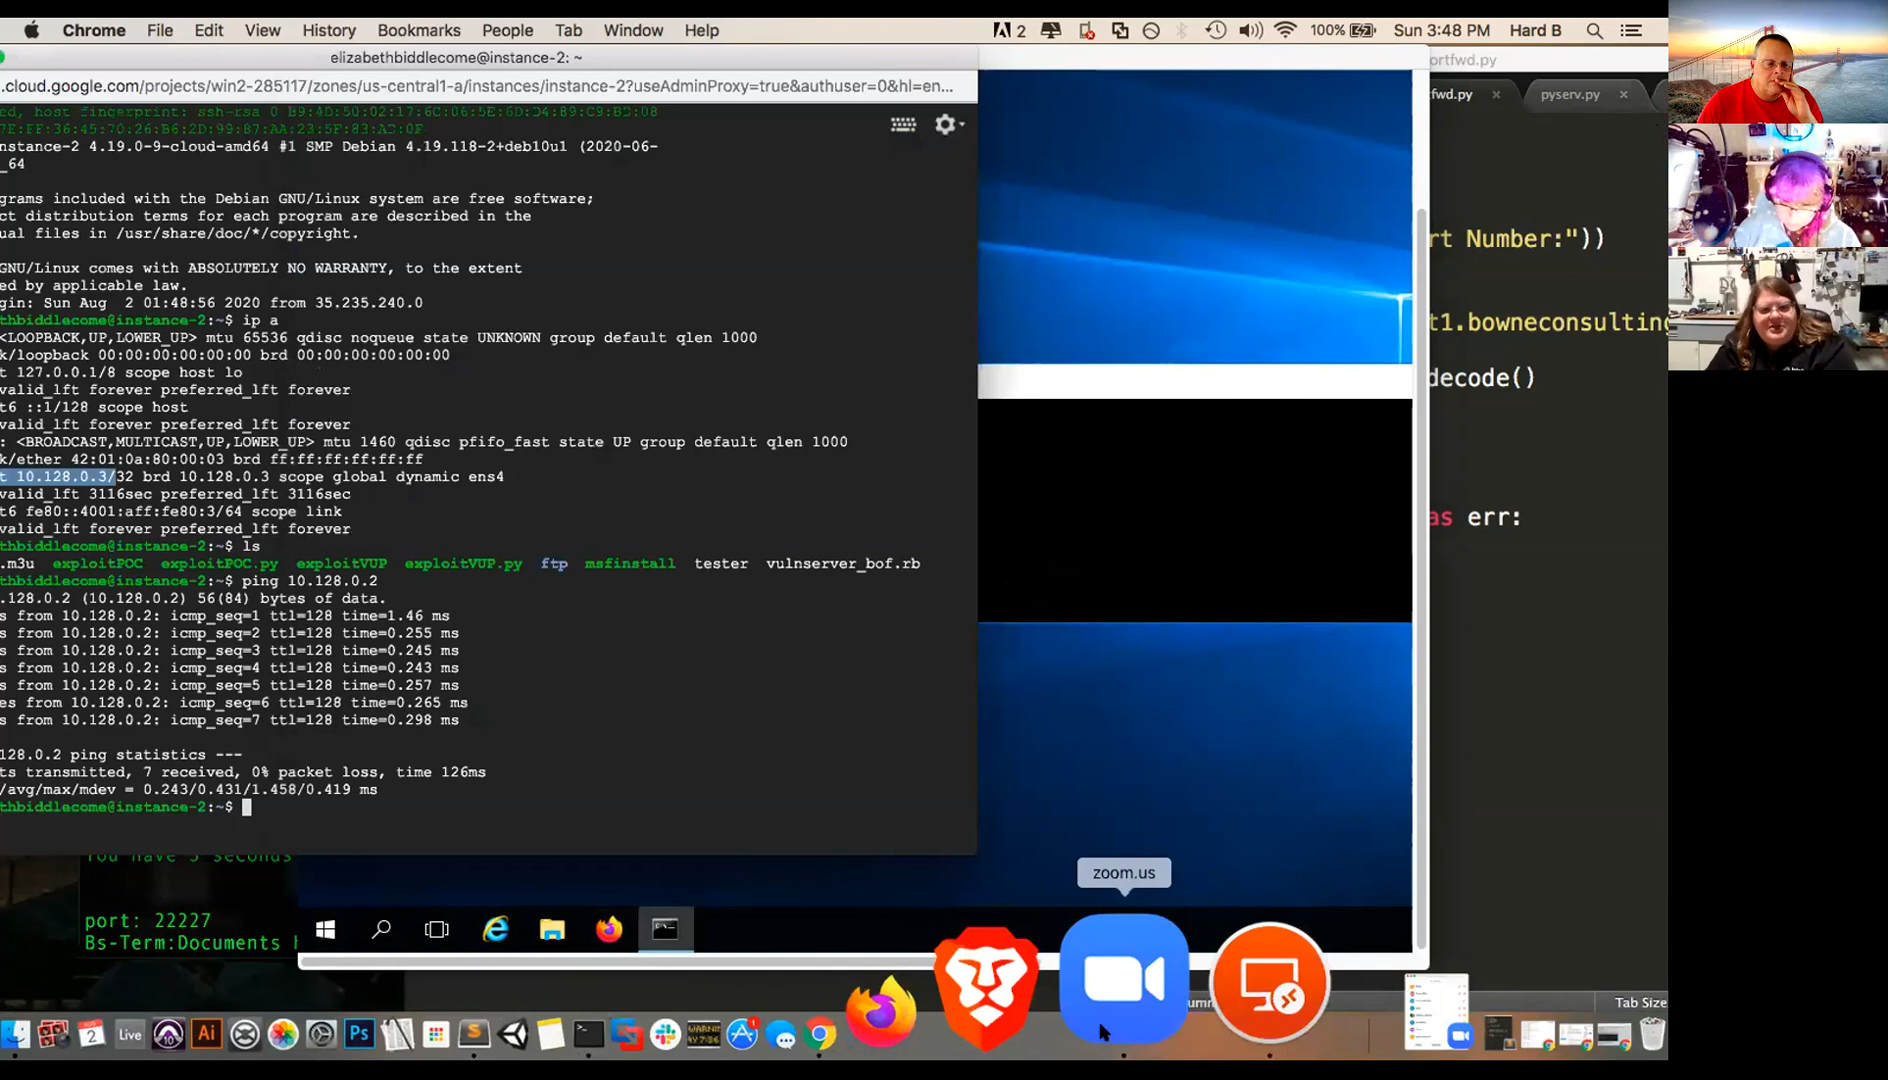 Chrome File Edit View History Bookmarks People Tab Window Help
2 100% Sun 3:48 PM Hard B
elizabethbiddlecome@instance-2: ~
.cloud.google.com/projects/win2-285117/zones/us-central1-a/instances/instance-2?useAdminProxy=true&authuser=0&hl=en...
nstance-2 4.19.0-9-cloud-amd64 #1 SMP Debian 4.19.118-2+deb10u1 (2020-06-
_64
grams included with the Debian GNU/Linux system are free software;
ct distribution terms for each program are described in the
ual files in /usr/share/doc/*/copyright.
GNU/Linux comes with ABSOLUTELY NO WARRANTY, to the extent
ed by applicable law.
gin: Sun Aug  2 01:48:56 2020 from 35.235.240.0
thbiddlecome@instance-2:~$ ip a
<LOOPBACK,UP,LOWER_UP> mtu 65536 qdisc noqueue state UNKNOWN group default qlen 1000
k/loopback 00:00:00:00:00:00 brd 00:00:00:00:00:00
t 127.0.0.1/8 scope host lo
valid_lft forever preferred_lft forever
t6 ::1/128 scope host
valid_lft forever preferred_lft forever
: <BROADCAST,MULTICAST,UP,LOWER_UP> mtu 1460 qdisc pfifo_fast state UP group default qlen 1000
k/ether 42:01:0a:80:00:03 brd ff:ff:ff:ff:ff:ff
t 10.128.0.3/32 brd 10.128.0.3 scope global dynamic ens4
valid_lft 3116sec preferred_lft 3116sec
t6 fe80::4001:aff:fe80:3/64 scope link
valid_lft forever preferred_lft forever
thbiddlecome@instance-2:~$ ls
.m3u exploitPOC exploitPOC.py exploitVUP exploitVUP.py ftp msfinstall tester vulnserver_bof.rb
thbiddlecome@instance-2:~$ ping 10.128.0.2
.128.0.2 (10.128.0.2) 56(84) bytes of data.
s from 10.128.0.2: icmp_seq=1 ttl=128 time=1.46 ms
s from 10.128.0.2: icmp_seq=2 ttl=128 time=0.255 ms
s from 10.128.0.2: icmp_seq=3 ttl=128 time=0.245 ms
s from 10.128.0.2: icmp_seq=4 ttl=128 time=0.243 ms
s from 10.128.0.2: icmp_seq=5 ttl=128 time=0.257 ms
es from 10.128.0.2: icmp_seq=6 ttl=128 time=0.265 ms
s from 10.128.0.2: icmp_seq=7 ttl=128 time=0.298 ms
128.0.2 ping statistics ---
ts transmitted, 7 received, 0% packet loss, time 126ms
/avg/max/mdev = 0.243/0.431/1.458/0.419 ms
thbiddlecome@instance-2:~$
port: 22227
Bs-Term:Documents
ortfwd.py
fwd.py × pyserv.py ×
rt Number:"))
t1.bowneconsulting
decode()
as err:
zoom.us
Tab Size
2 Live Ai Ps